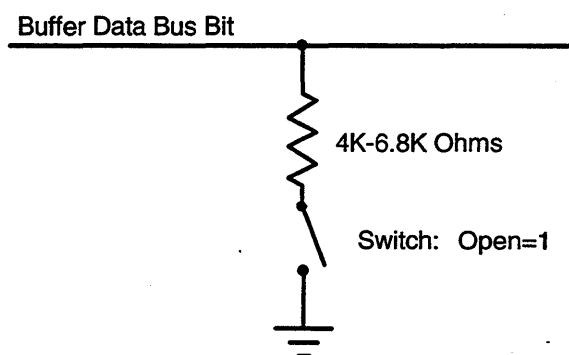 Buffer Data Bus Bit
4K-6.8K Ohms
Switch: Open=1